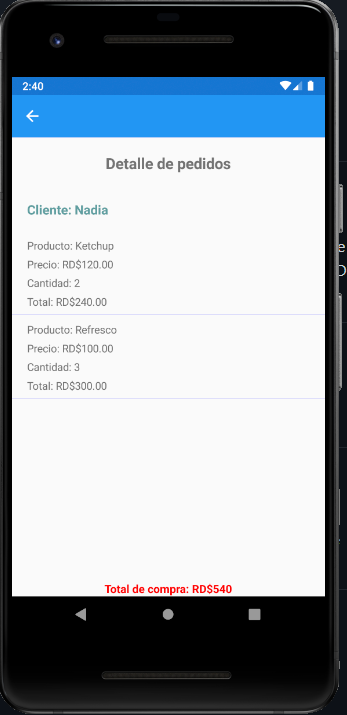 2:40
Detalle de pedidos
Cliente: Nadia
Producto: Ketchup
Precio: RD$120.00
Cantidad: 2
Total: RD$240.00
Producto: Refresco
Precio: RD$100.00
Cantidad: 3
Total: RD$300.00
Total de compra: RD$540